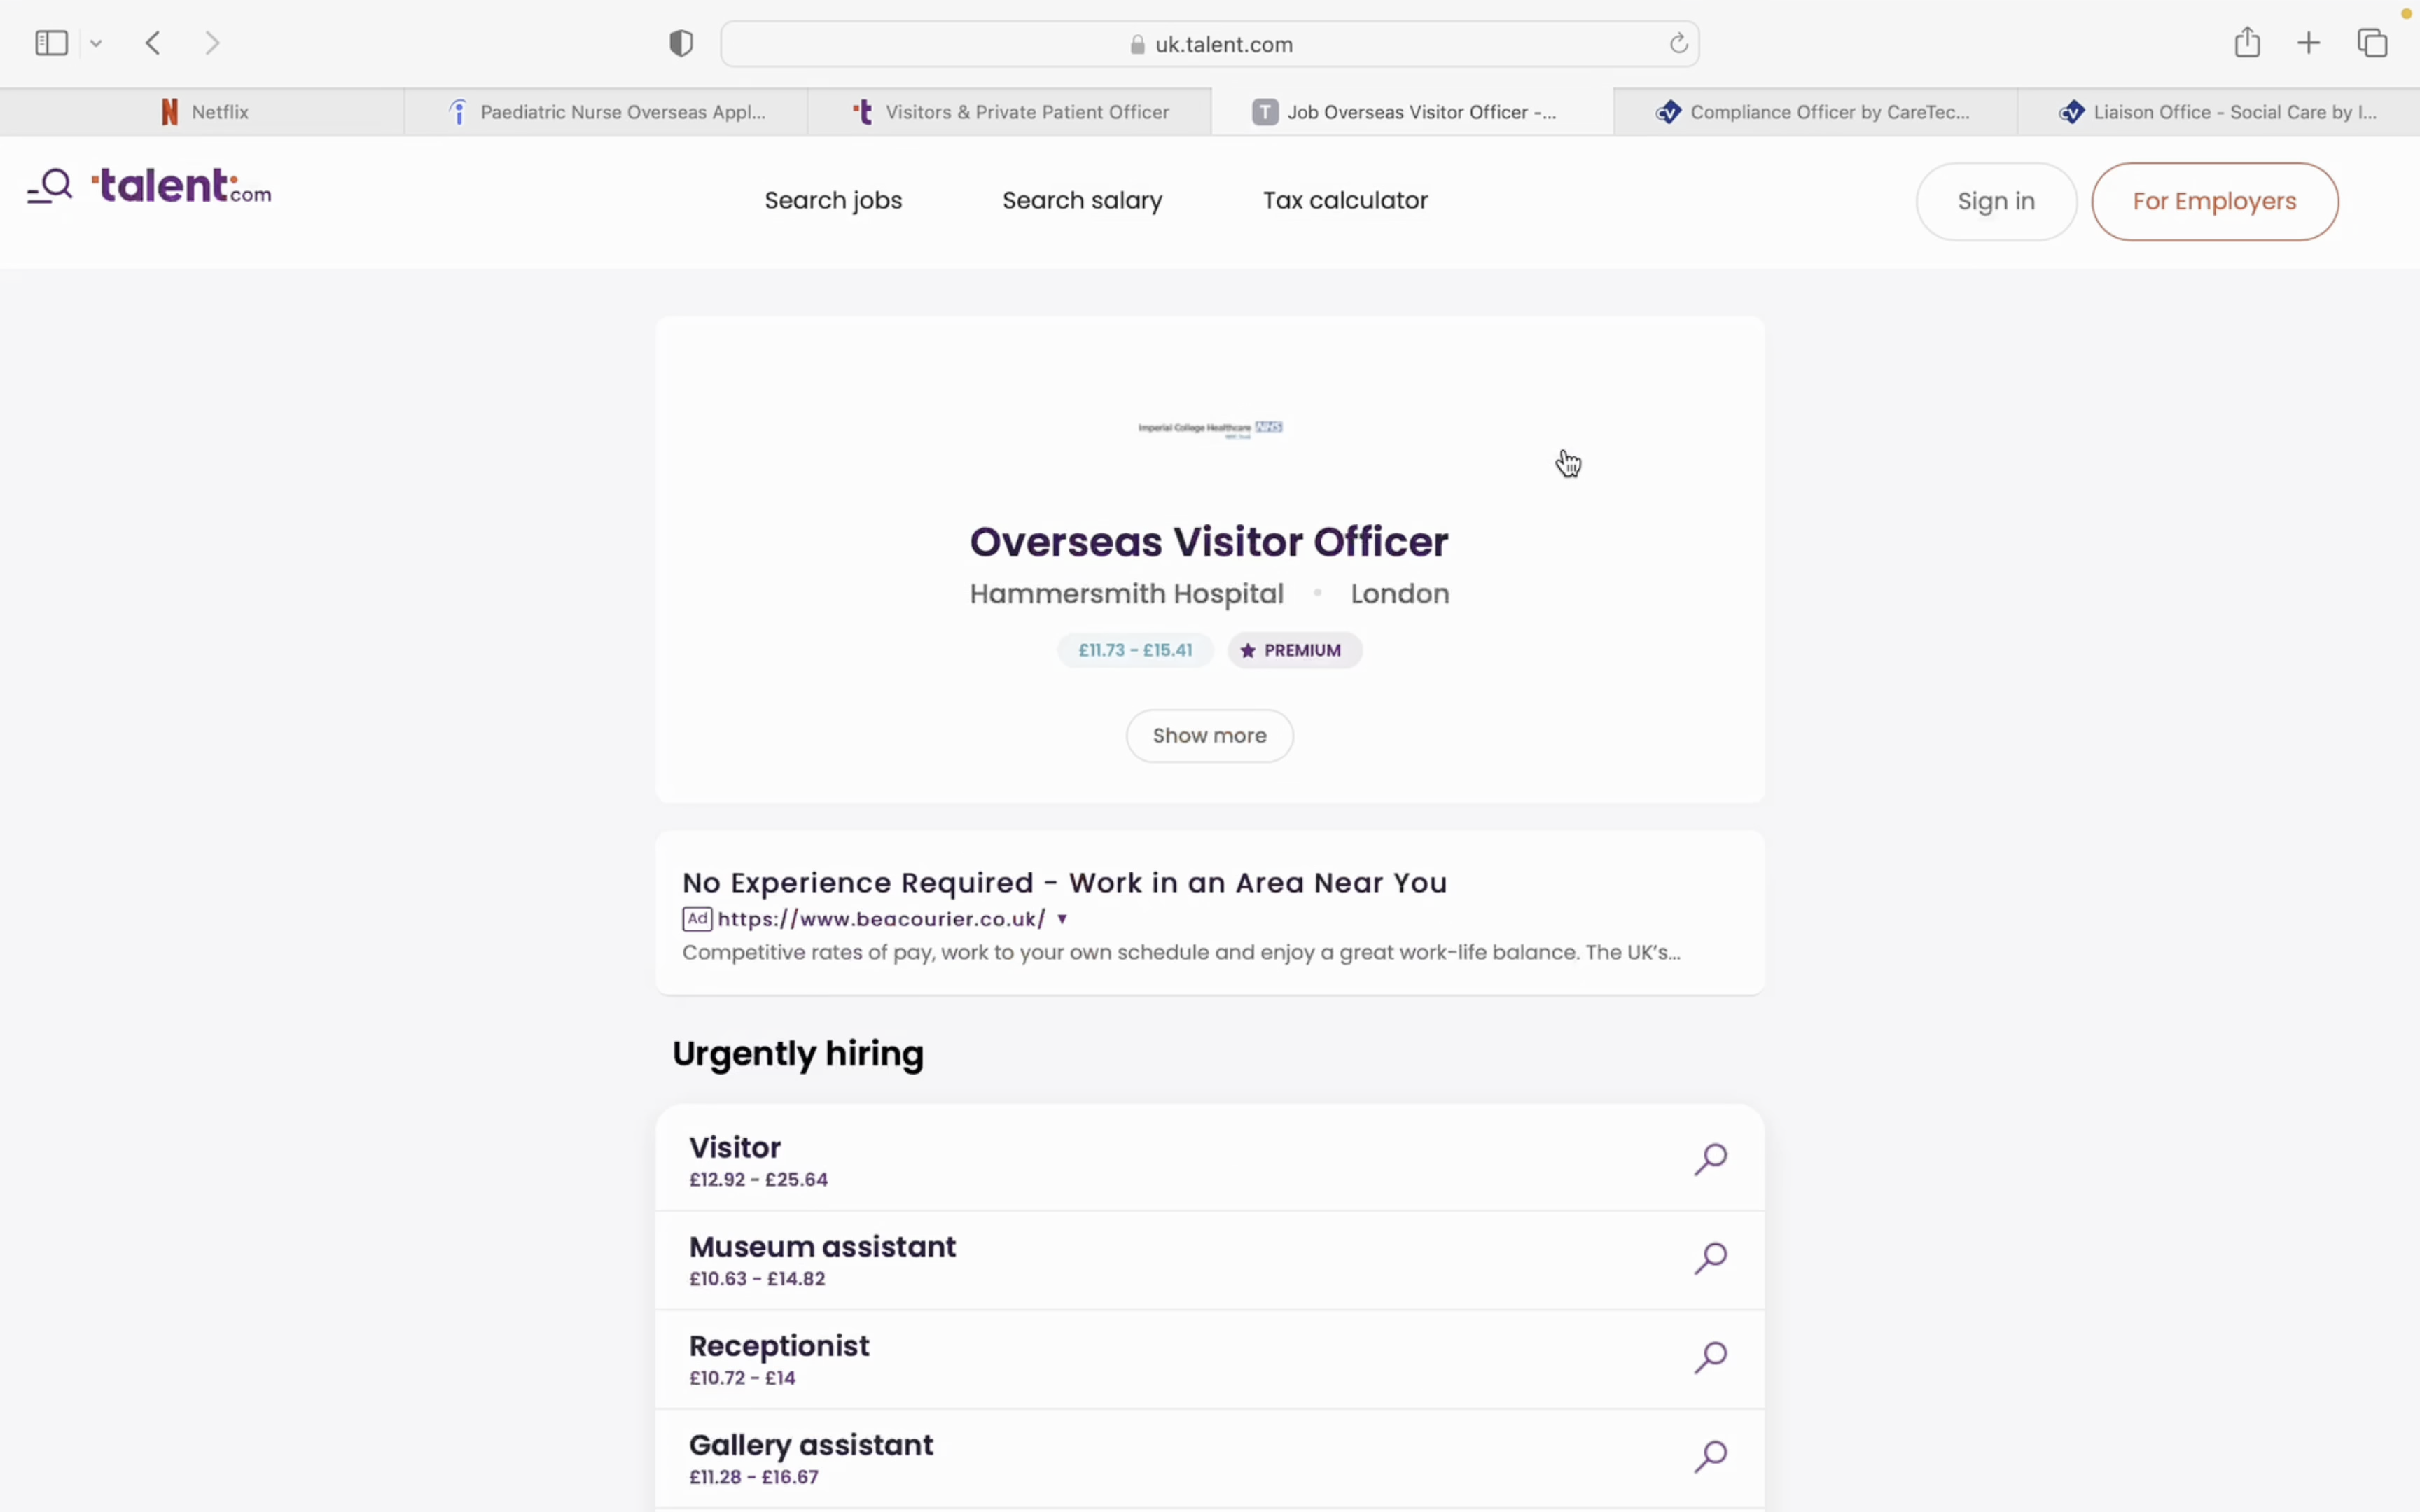 uk.talent.com
Netflix
Paediatric Nurse Overseas Appl...
Visitors & Private Patient Officer
T Job Overseas Visitor Officer -...
Compliance Officer by CareTec...
Liaison Office - Social Care by I...
talent.com
Search jobs
Search salary
Tax calculator
Sign in
For Employers
Imperial College Healthcare NHS
Overseas Visitor Officer
Hammersmith Hospital • London
£11.73 - £15.41
★ PREMIUM
Show more
No Experience Required - Work in an Area Near You
Ad https://www.beacourier.co.uk/ ▼
Competitive rates of pay, work to your own schedule and enjoy a great work-life balance. The UK's...
Urgently hiring
Visitor
£12.92 - £25.64
Museum assistant
£10.63 - £14.82
Receptionist
£10.72 - £14
Gallery assistant
£11.28 - £16.67